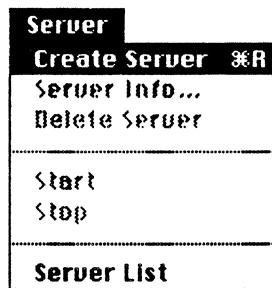 Server
Create Server ⌘R
Server Info...
Delete Server
Start
Stop
Server List